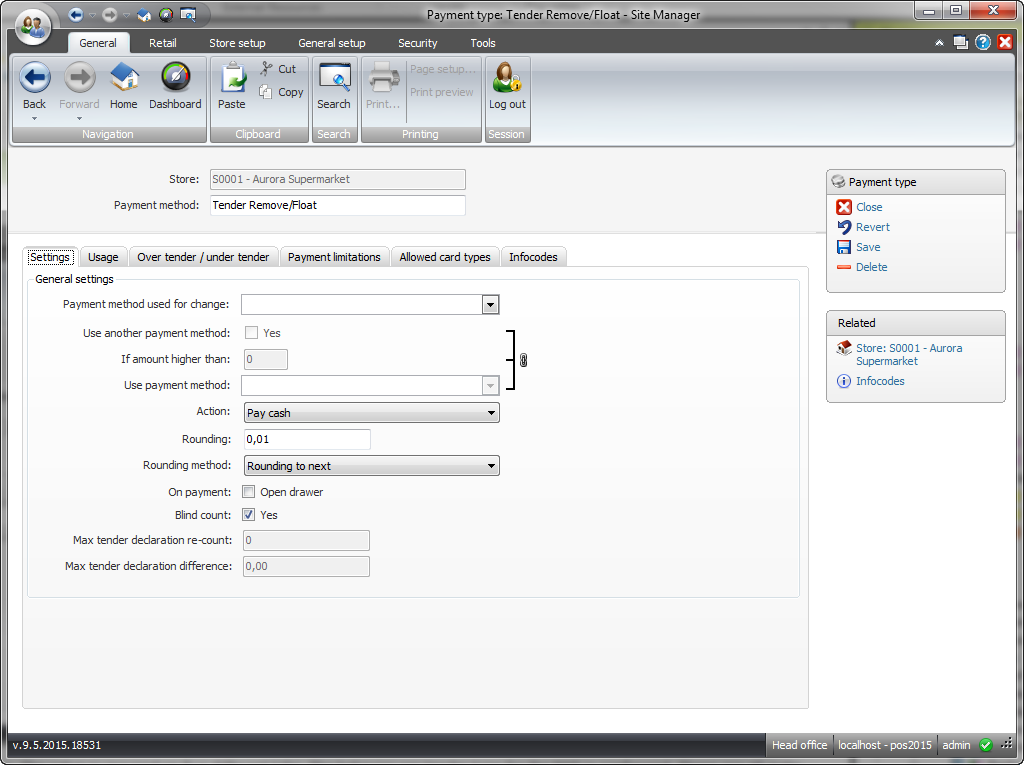 Payment type: Tender Remove/Float - Site Manager
General
Retail
Store setup
General setup
Security
Tools
Back
Forward
Home
Dashboard
Navigation
Paste
Cut
Copy
Clipboard
Search
Search
Print...
Page setup...
Print preview
Printing
Log out
Session
Store:
S0001 - Aurora Supermarket
Payment method:
Tender Remove/Float
Settings
Usage
Over tender / under tender
Payment limitations
Allowed card types
Infocodes
General settings
Payment method used for change:
Use another payment method:
Yes
If amount higher than:
0
Use payment method:
Action:
Pay cash
Rounding:
0,01
Rounding method:
Rounding to next
On payment:
Open drawer
Blind count:
Yes
Max tender declaration re-count:
0
Max tender declaration difference:
0,00
Payment type
Close
Revert
Save
Delete
Related
Store: S0001 - Aurora
Supermarket
Infocodes
v.9.5.2015.18531
Head office
localhost - pos2015
admin